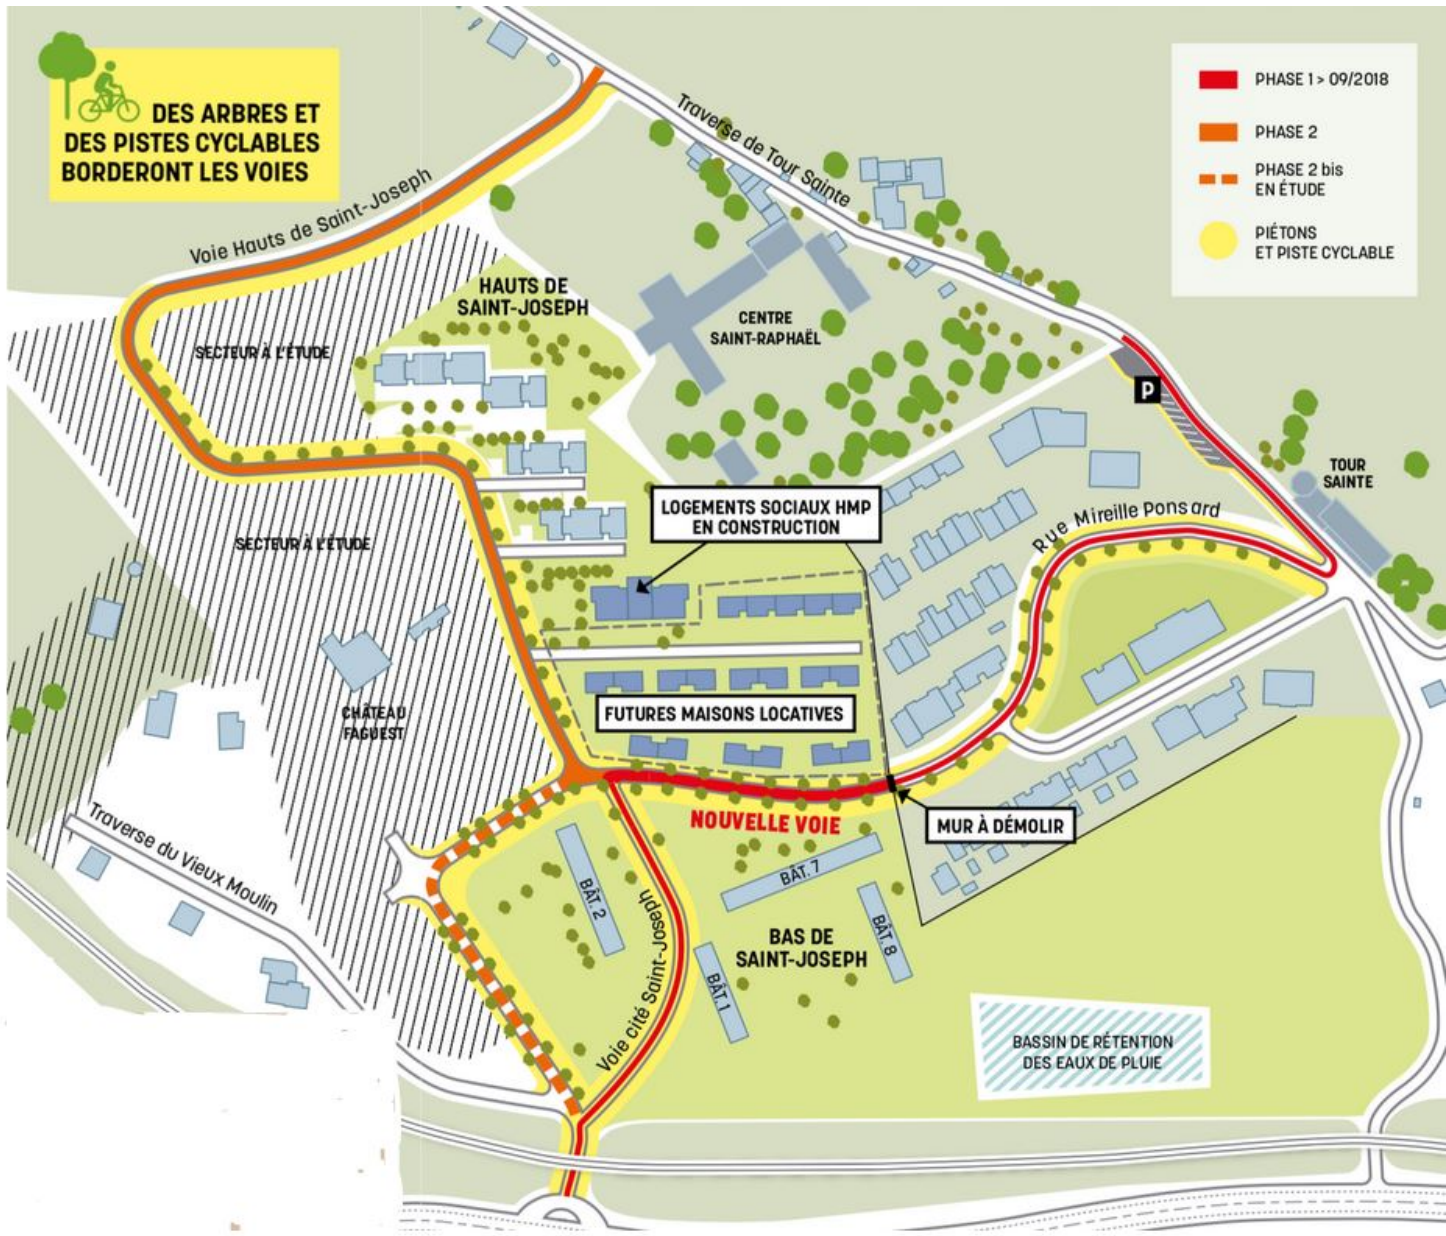 DES ARBRES ET
DES PISTES CYCLABLES
BORDERONT LES VOIES
PHASE 1 > 09/2018
PHASE 2
PHASE 2 bis
EN ÉTUDE
PIÉTONS
ET PISTE CYCLABLE
Traverse de Tour Sainte
Voie Hauts de Saint-Joseph
HAUTS DE
SAINT-JOSEPH
CENTRE
SAINT-RAPHAËL
SECTEUR À L'ÉTUDE
P
TOUR
SAINTE
LOGEMENTS SOCIAUX HMP
EN CONSTRUCTION
Rue Mireille Ponsard
SECTEUR À L'ÉTUDE
CHÂTEAU
FAGUEST
FUTURES MAISONS LOCATIVES
NOUVELLE VOIE
MUR À DÉMOLIR
Traverse du Vieux Moulin
BÂT. 2
BÂT. 7
BÂT. 8
BÂT. 1
BAS DE
SAINT-JOSEPH
Voie cité Saint-Joseph
BASSIN DE RÉTENTION
DES EAUX DE PLUIE